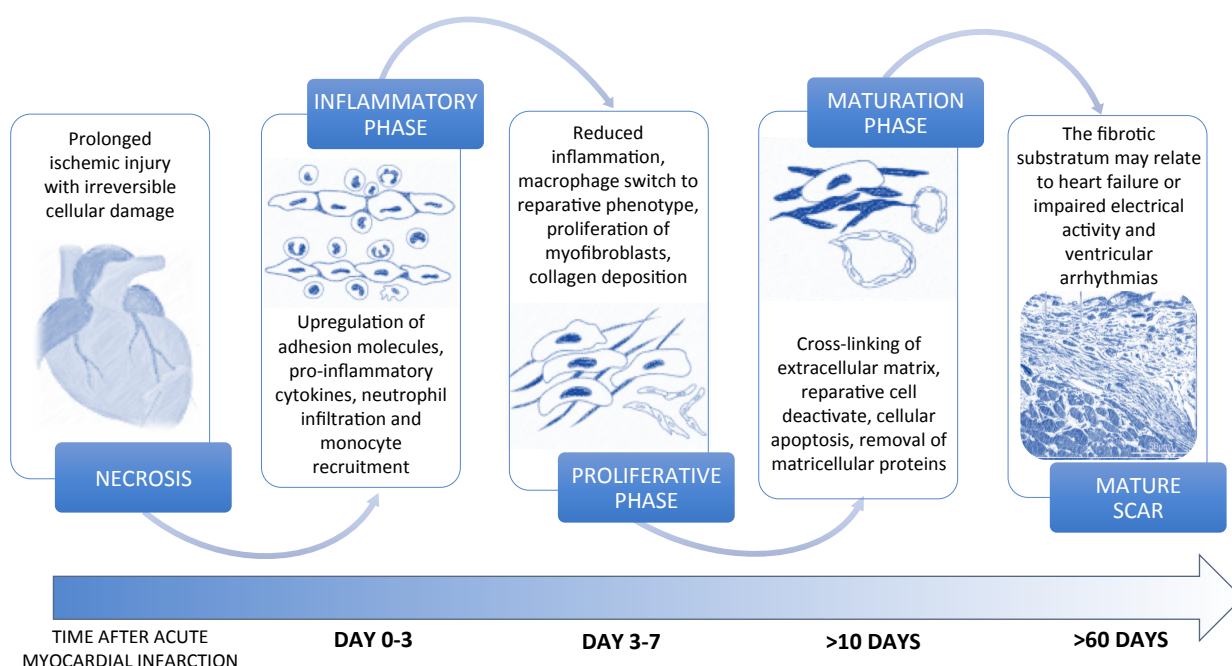 Prolonged
ischemic injury
with irreversible
cellular damage
NECROSIS
INFLAMMATORY
PHASE
Upregulation of
adhesion molecules,
pro-inflammatory
cytokines, neutrophil
infiltration and
monocyte
recruitment
Reduced
inflammation,
macrophage switch to
reparative phenotype,
proliferation of
myofibroblasts,
collagen deposition
PROLIFERATIVE
PHASE
MATURATION
PHASE
Cross-linking of
extracellular matrix,
reparative cell
deactivate, cellular
apoptosis, removal of
matricellular proteins
The fibrotic
substratum may relate
to heart failure or
impaired electrical
activity and
ventricular
arrhythmias
MATURE
SCAR
TIME AFTER ACUTE
MYOCARDIAL INFARCTION
DAY 0-3
DAY 3-7
>10 DAYS
>60 DAYS